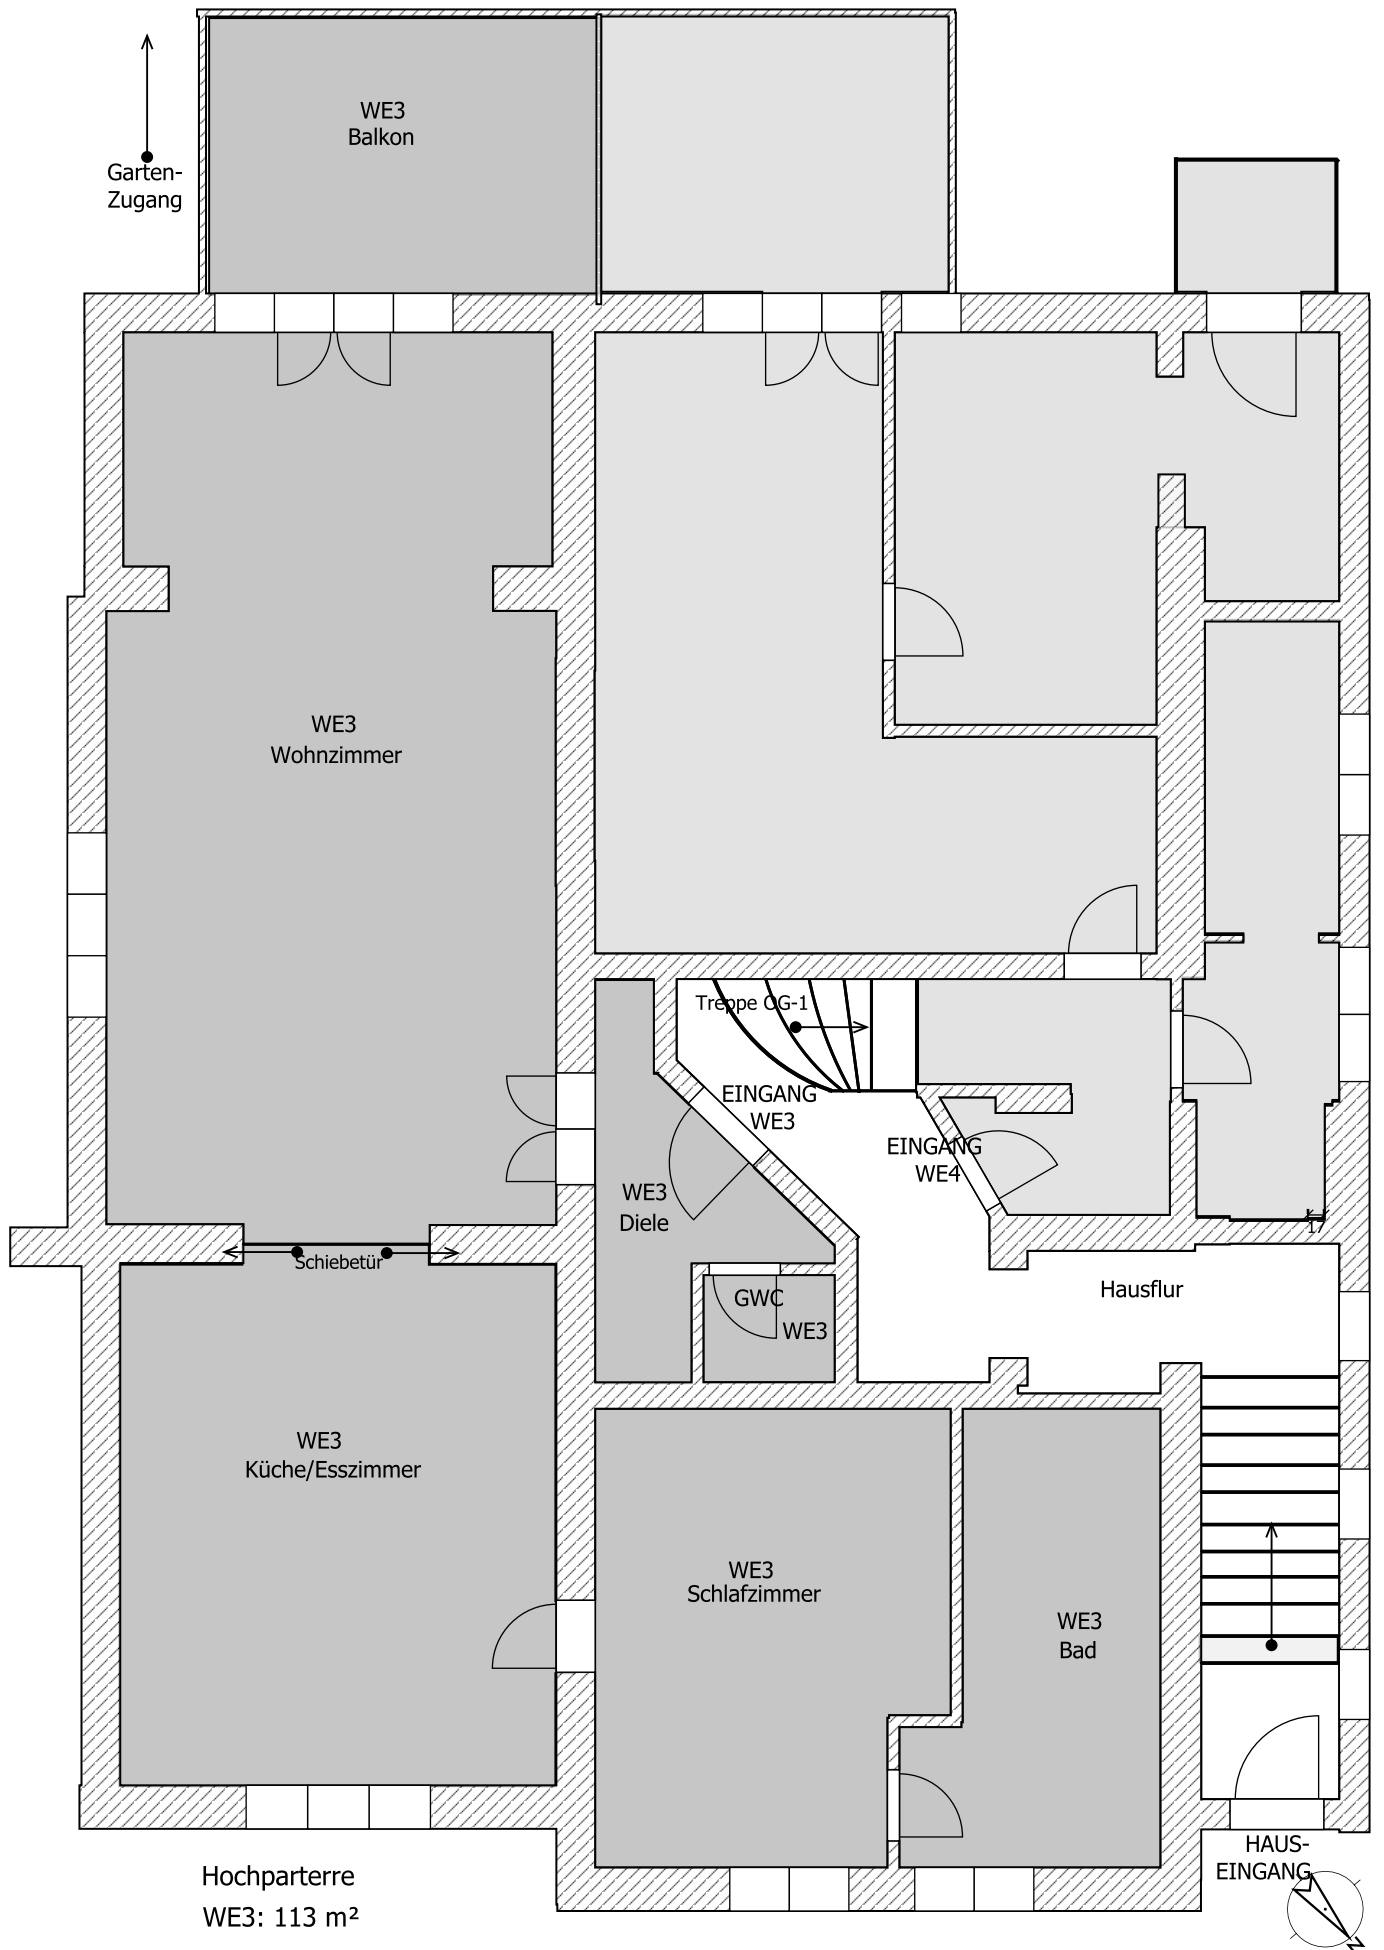 WE3
Balkon
Garten-
Zugang
WE3
Wohnzimmer
Treppe OG-1
EINGANG
WE3
EINGANG
WE4
WE3
Diele
17
Schiebetür
Hausflur
GWC
WE3
WE3
Küche/Esszimmer
WE3
Schlafzimmer
WE3
Bad
HAUS-
EINGANG
Hochparterre
WE3: 113 m²